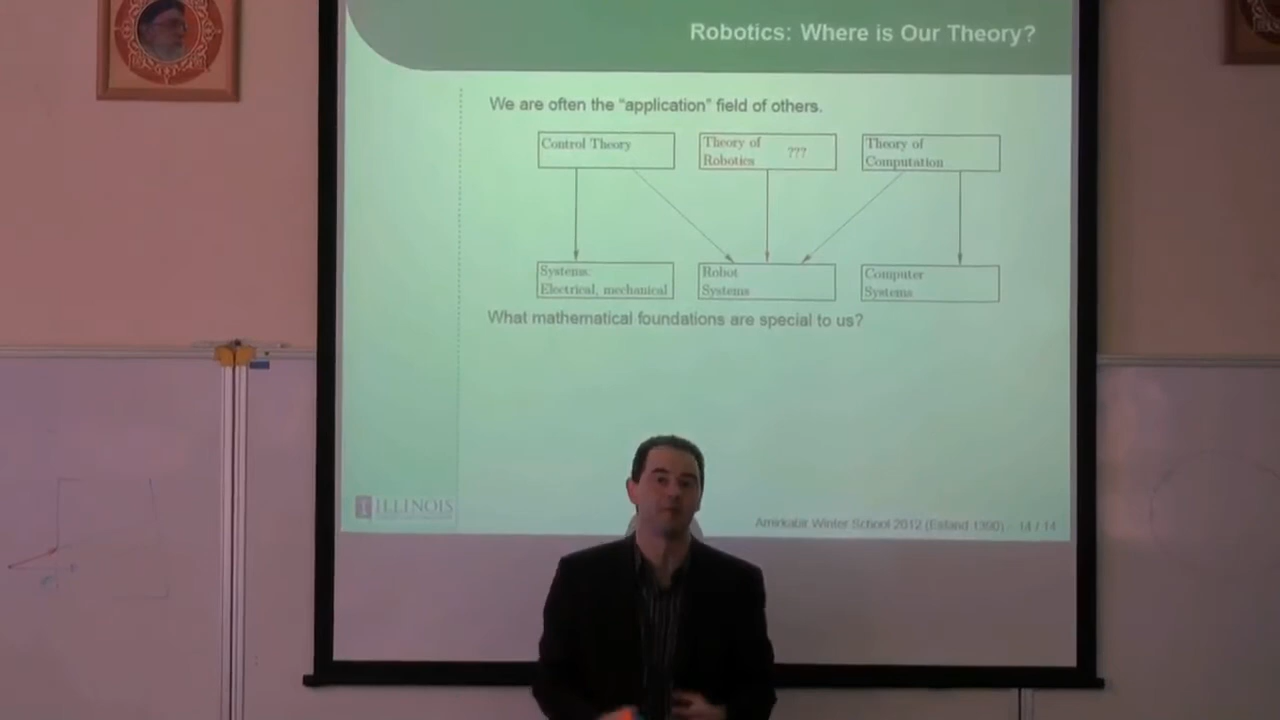 Robotics: Where is Our Theory?
We are often the “application” field of others.
Control Theory
Theory of
Robotics ???
Theory of
Computation
Systems:
Electrical, mechanical
Robot
Systems
Computer
Systems
What mathematical foundations are special to us?
I ILLINOIS
Amirkabir Winter School 2012 (Esfand 1390) – 14 / 14